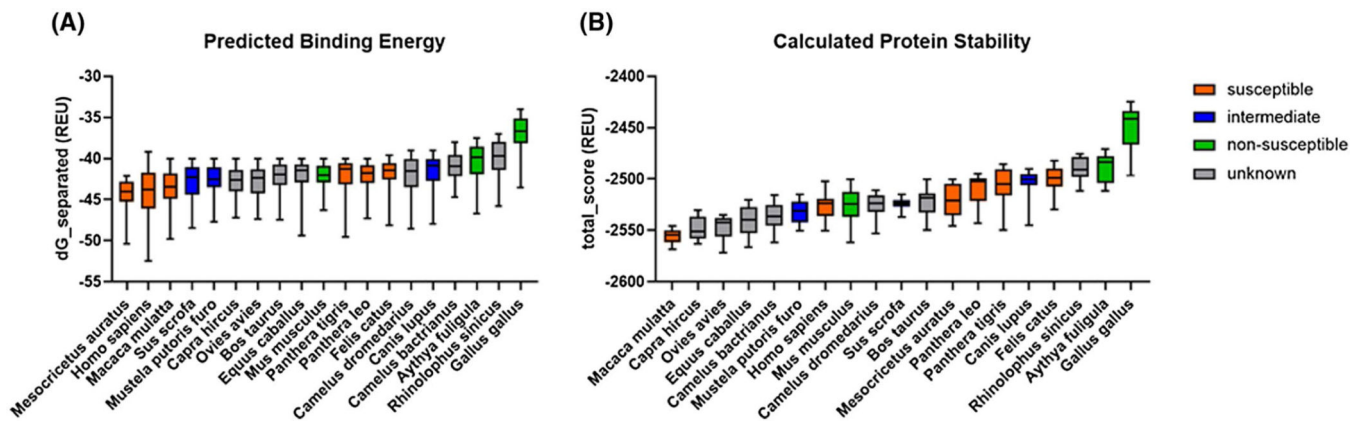 (A)
Predicted Binding Energy
dG_separated (REU)
-30
-35
-40
-45
-50
-55
Mesocricetus auratus
Homo sapiens
Macaca mulatta
Sus scrofa
Mustela putorius furo
Capra hircus
Ovies avies
Bos taurus
Equus caballus
Mus musculus
Panthera tigris
Panthera leo
Felis catus
Camelus dromedarius
Canis lupus
Camelus bactrianus
Aythya fuligula
Rhinolophus sinicus
Gallus gallus
(B)
Calculated Protein Stability
total_score (REU)
-2400
-2450
-2500
-2550
-2600
Macaca mulatta
Capra hircus
Ovies avies
Equus caballus
Camelus bactrianus
Mustela putorius furo
Homo sapiens
Mus musculus
Camelus dromedarius
Sus scrofa
Bos taurus
Mesocricetus auratus
Panthera leo
Panthera tigris
Canis lupus
Felis catus
Rhinolophus sinicus
Aythya fuligula
Gallus gallus
susceptible
intermediate
non-susceptible
unknown